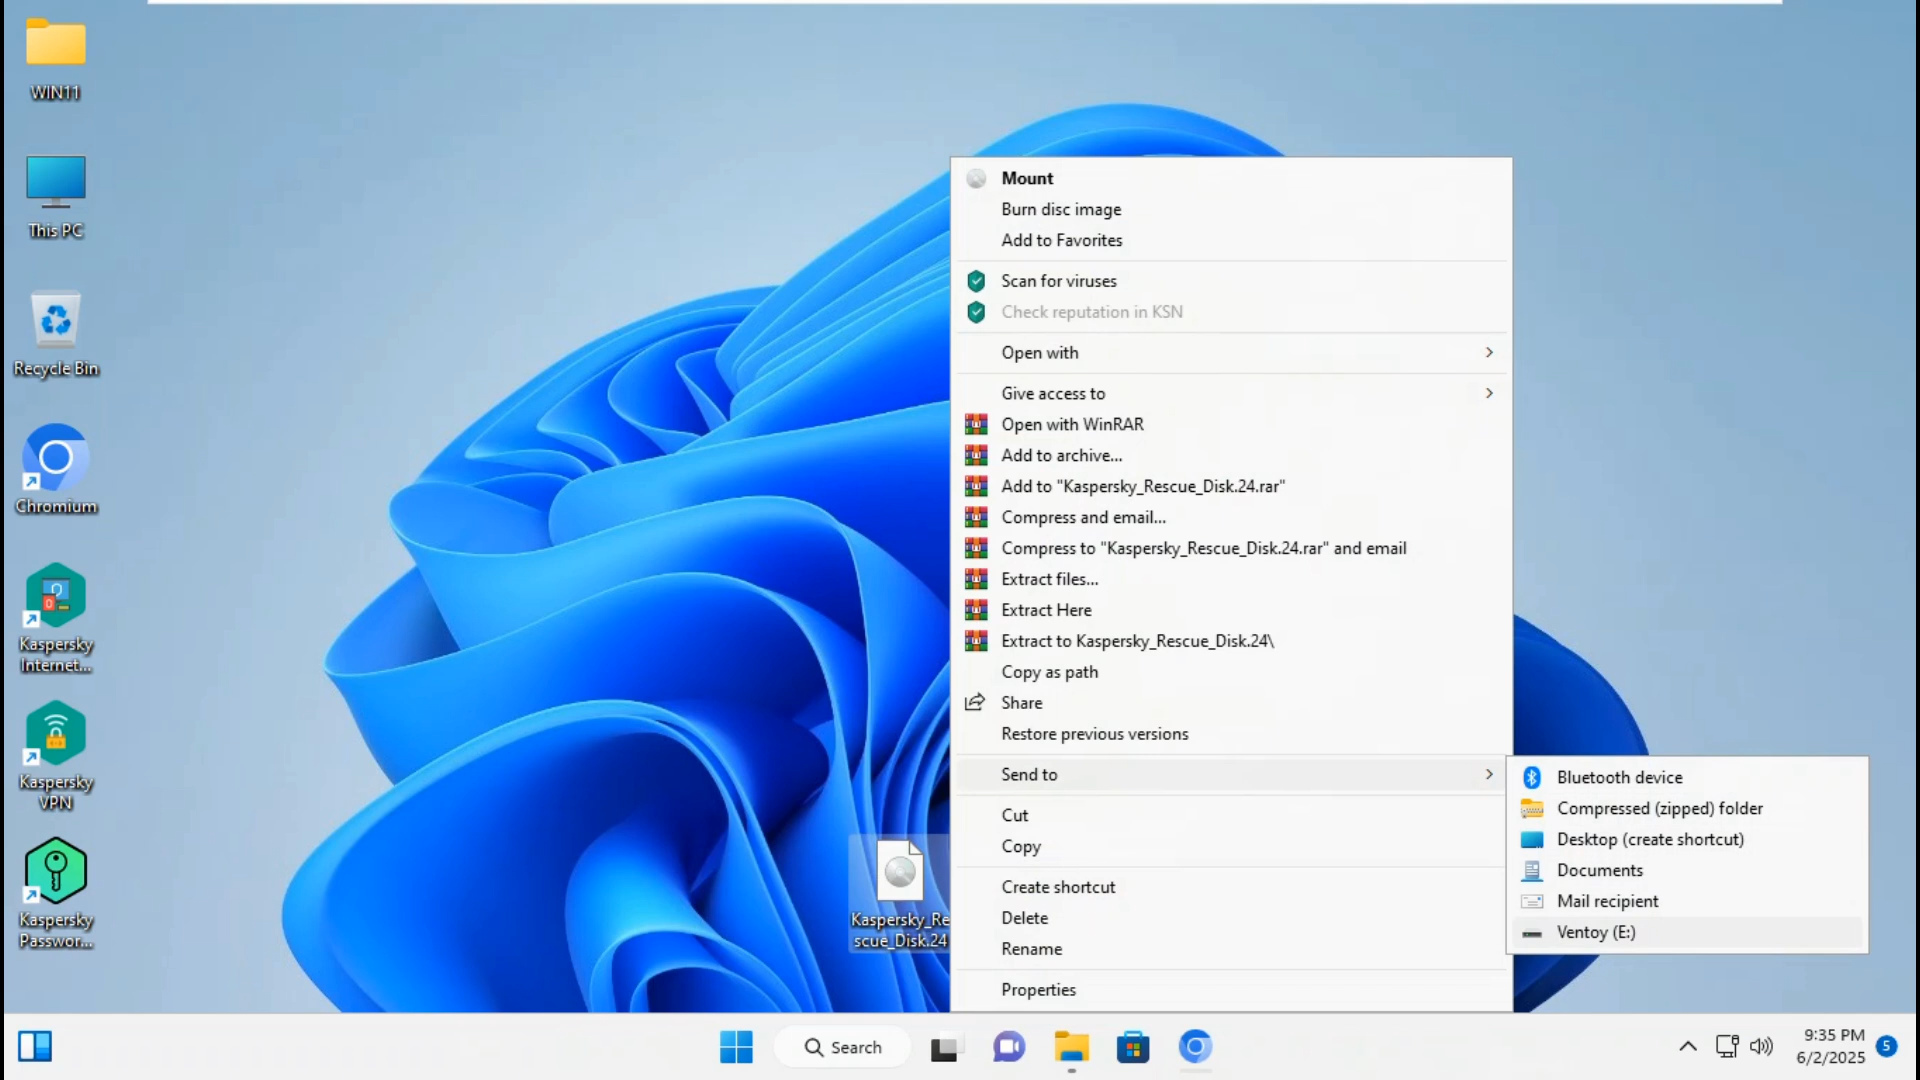 WIN11
This PC
Recycle Bin
Chromium
Kaspersky
Internet...
Kaspersky
VPN
Kaspersky
Passwor...
Kaspersky_Re
scue_Disk.24
Mount
Burn disc image
Add to Favorites
Scan for viruses
Check reputation in KSN
Open with
Give access to
Open with WinRAR
Add to archive...
Add to "Kaspersky_Rescue_Disk.24.rar"
Compress and email...
Compress to "Kaspersky_Rescue_Disk.24.rar" and email
Extract files...
Extract Here
Extract to Kaspersky_Rescue_Disk.24\
Copy as path
Share
Restore previous versions
Send to
Cut
Copy
Create shortcut
Delete
Rename
Properties
Bluetooth device
Compressed (zipped) folder
Desktop (create shortcut)
Documents
Mail recipient
Ventoy (E:)
Search
9:35 PM
6/2/2025
5